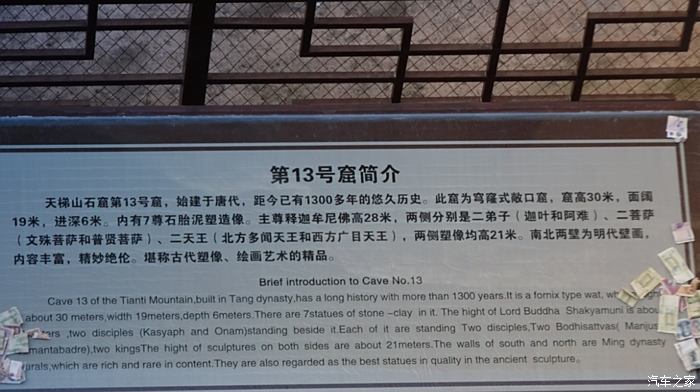 第13号窟简介
天梯山石窟第13号窟，始建于唐代，距今已有1300多年的悠久历史。此窟为穹窿式敞口窟，窟高30米，面阔
19米，进深6米。内有7尊石胎泥塑造像。主尊释迦牟尼佛高28米，两侧分别是二弟子（迦叶和阿难）、二菩萨
（文殊菩萨和普贤菩萨）、二天王（北方多闻天王和西方广目天王），两侧塑像均高21米。南北两壁为明代壁画，
内容丰富，精妙绝伦。堪称古代塑像、绘画艺术的精品。
Brief introduction to Cave No.13
Cave 13 of the Tianti Mountain,built in Tang dynasty,has a long history with more than 1300 years.It is a fornix type wat,
about 30 meters,width 19meters,depth 6meters.There are 7statues of stone -clay in it. The hight of Lord Buddha Shakyamuni is about
,two disciples (Kasyaph and Onam)standing beside it.Each of it are standing Two disciples,Two Bodhisattvas( Manjus
mantabadre),two kingsThe hight of sculptures on both sides are about 21meters.The walls of south and north are Ming dynasty
urals,which are rich and rare in content.They are also regarded as the best statues in quality in the ancient sculpture。
汽车之家